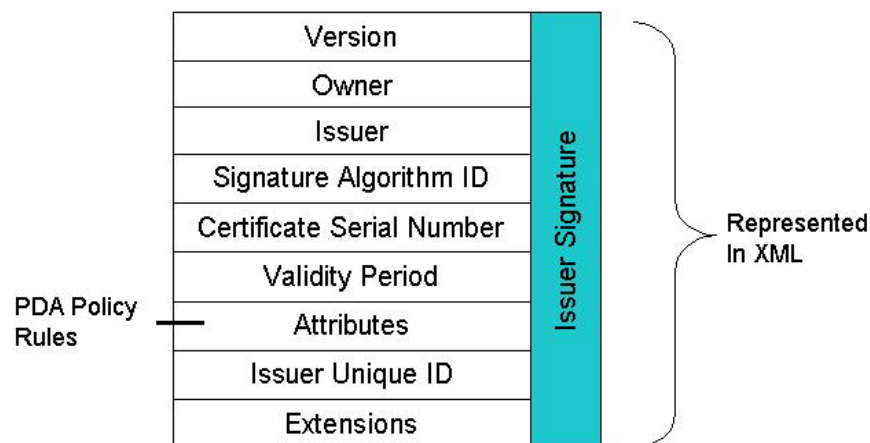 Version
Owner
Issuer
Signature Algorithm ID
Certificate Serial Number
Validity Period
Attributes
Issuer Unique ID
Extensions
Issuer Signature
PDA Policy
Rules
Represented
In XML